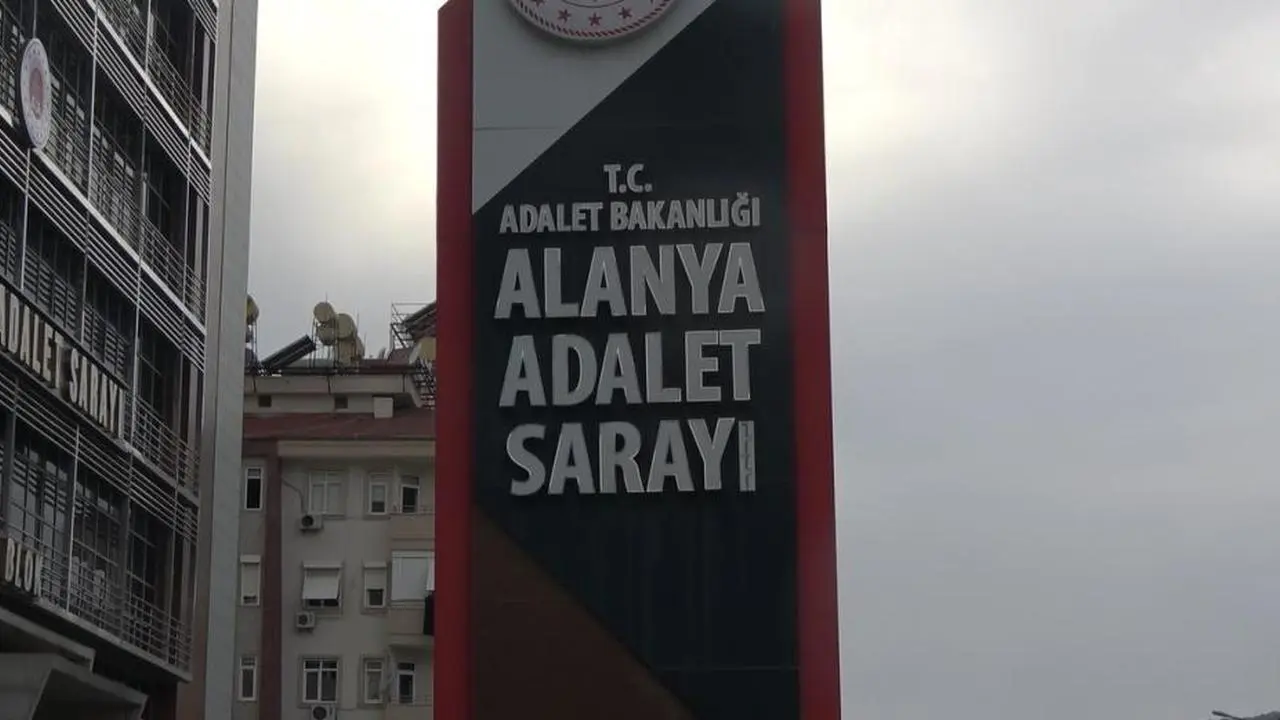 T.C.
ADALET BAKANLIĞI
ALANYA
ADALET
SARAYI
ADALET SARAYI
BLOK